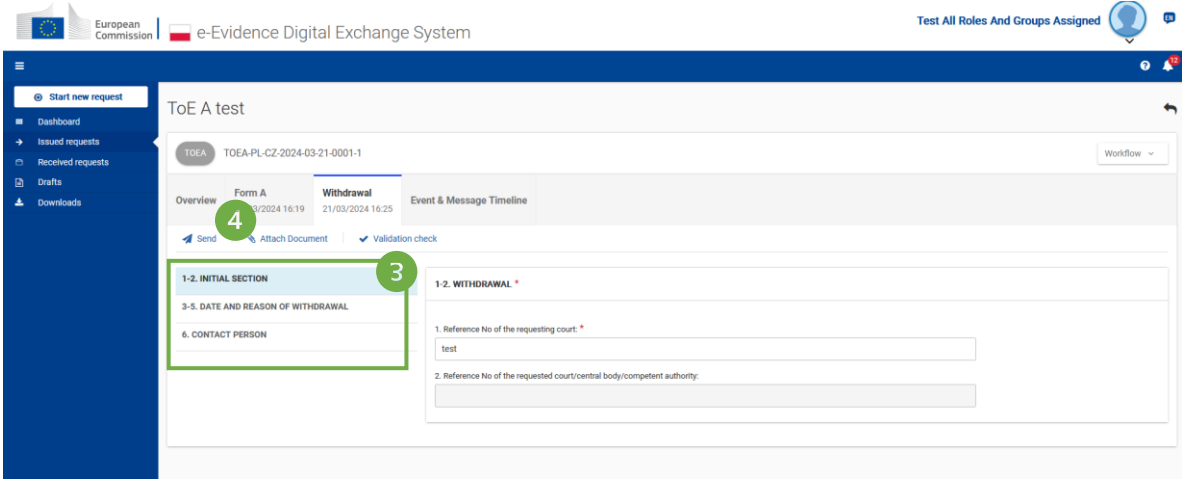 European
Commission
e-Evidence Digital Exchange System
Test All Roles And Groups Assigned
EN
12
Start new request
Dashboard
Issued requests
Received requests
Drafts
Downloads
ToE A test
TOEA
TOEA-PL-CZ-2024-03-21-0001-1
Workflow
Overview
Form A
3/2024 16:19
Withdrawal
21/03/2024 16:25
Event & Message Timeline
4
Send
Attach Document
Validation check
3
1-2. INITIAL SECTION
3-5. DATE AND REASON OF WITHDRAWAL
6. CONTACT PERSON
1-2. WITHDRAWAL *
1. Reference No of the requesting court: *
test
2. Reference No of the requested court/central body/competent authority: